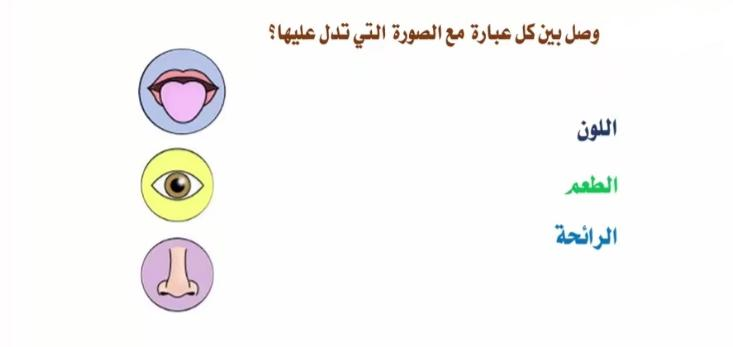 وصل بين كل عبارة مع الصورة التي تدل عليها؟
اللون
الطعم
الرائحة